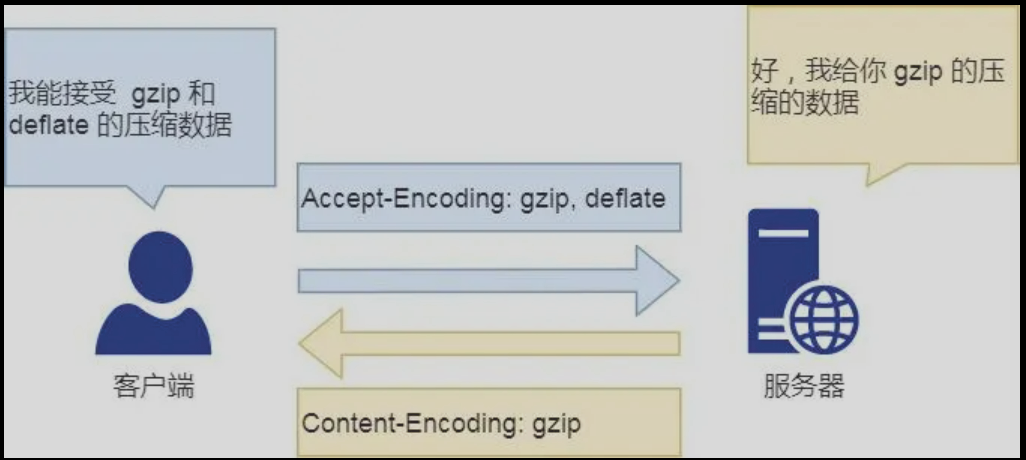 我能接受 gzip 和
deflate 的压缩数据
好，我给你 gzip 的压
缩的数据
Accept-Encoding: gzip, deflate
客户端
服务器
Content-Encoding: gzip